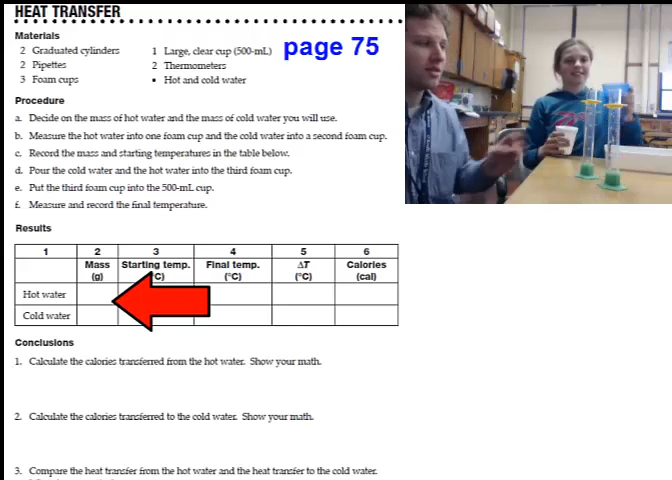 HEAT TRANSFER
page 75
Materials
2 Graduated cylinders
2 Pipettes
3 Foam cups
1 Large, clear cup (500-mL)
2 Thermometers
• Hot and cold water
Procedure
a. Decide on the mass of hot water and the mass of cold water you will use.
b. Measure the hot water into one foam cup and the cold water into a second foam cup.
c. Record the mass and starting temperatures in the table below.
d. Pour the cold water and the hot water into the third foam cup.
e. Put the third foam cup into the 500-mL cup.
f. Measure and record the final temperature.
Results
1 2 3 4 5 6
Mass Starting temp. Final temp. ΔT Calories
(g) C) (°C) (°C) (cal)
Hot water
Cold water
Conclusions
1. Calculate the calories transferred from the hot water. Show your math.
2. Calculate the calories transferred to the cold water. Show your math.
3. Compare the heat transfer from the hot water and the heat transfer to the cold water.